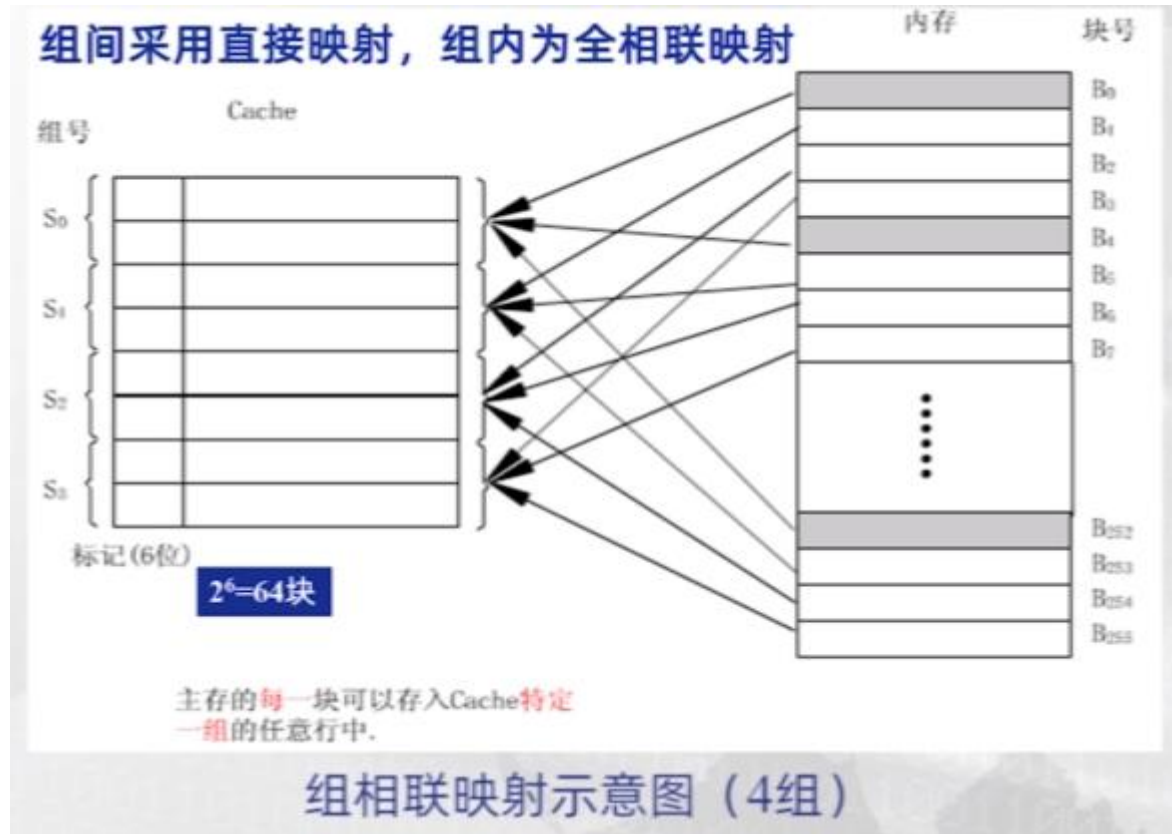 组间采用直接映射，组内为全相联映射
内存
块号
Cache
组号
B₀
B₁
B₂
B₃
B₄
B₅
B₆
B₇
S₀
S₁
S₂
S₃
B₂₅₂
B₂₅₃
B₂₅₄
B₂₅₅
标记(6位)
2⁶=64块
主存的每一块可以存入Cache特定
一组的任意行中.
组相联映射示意图（4组）